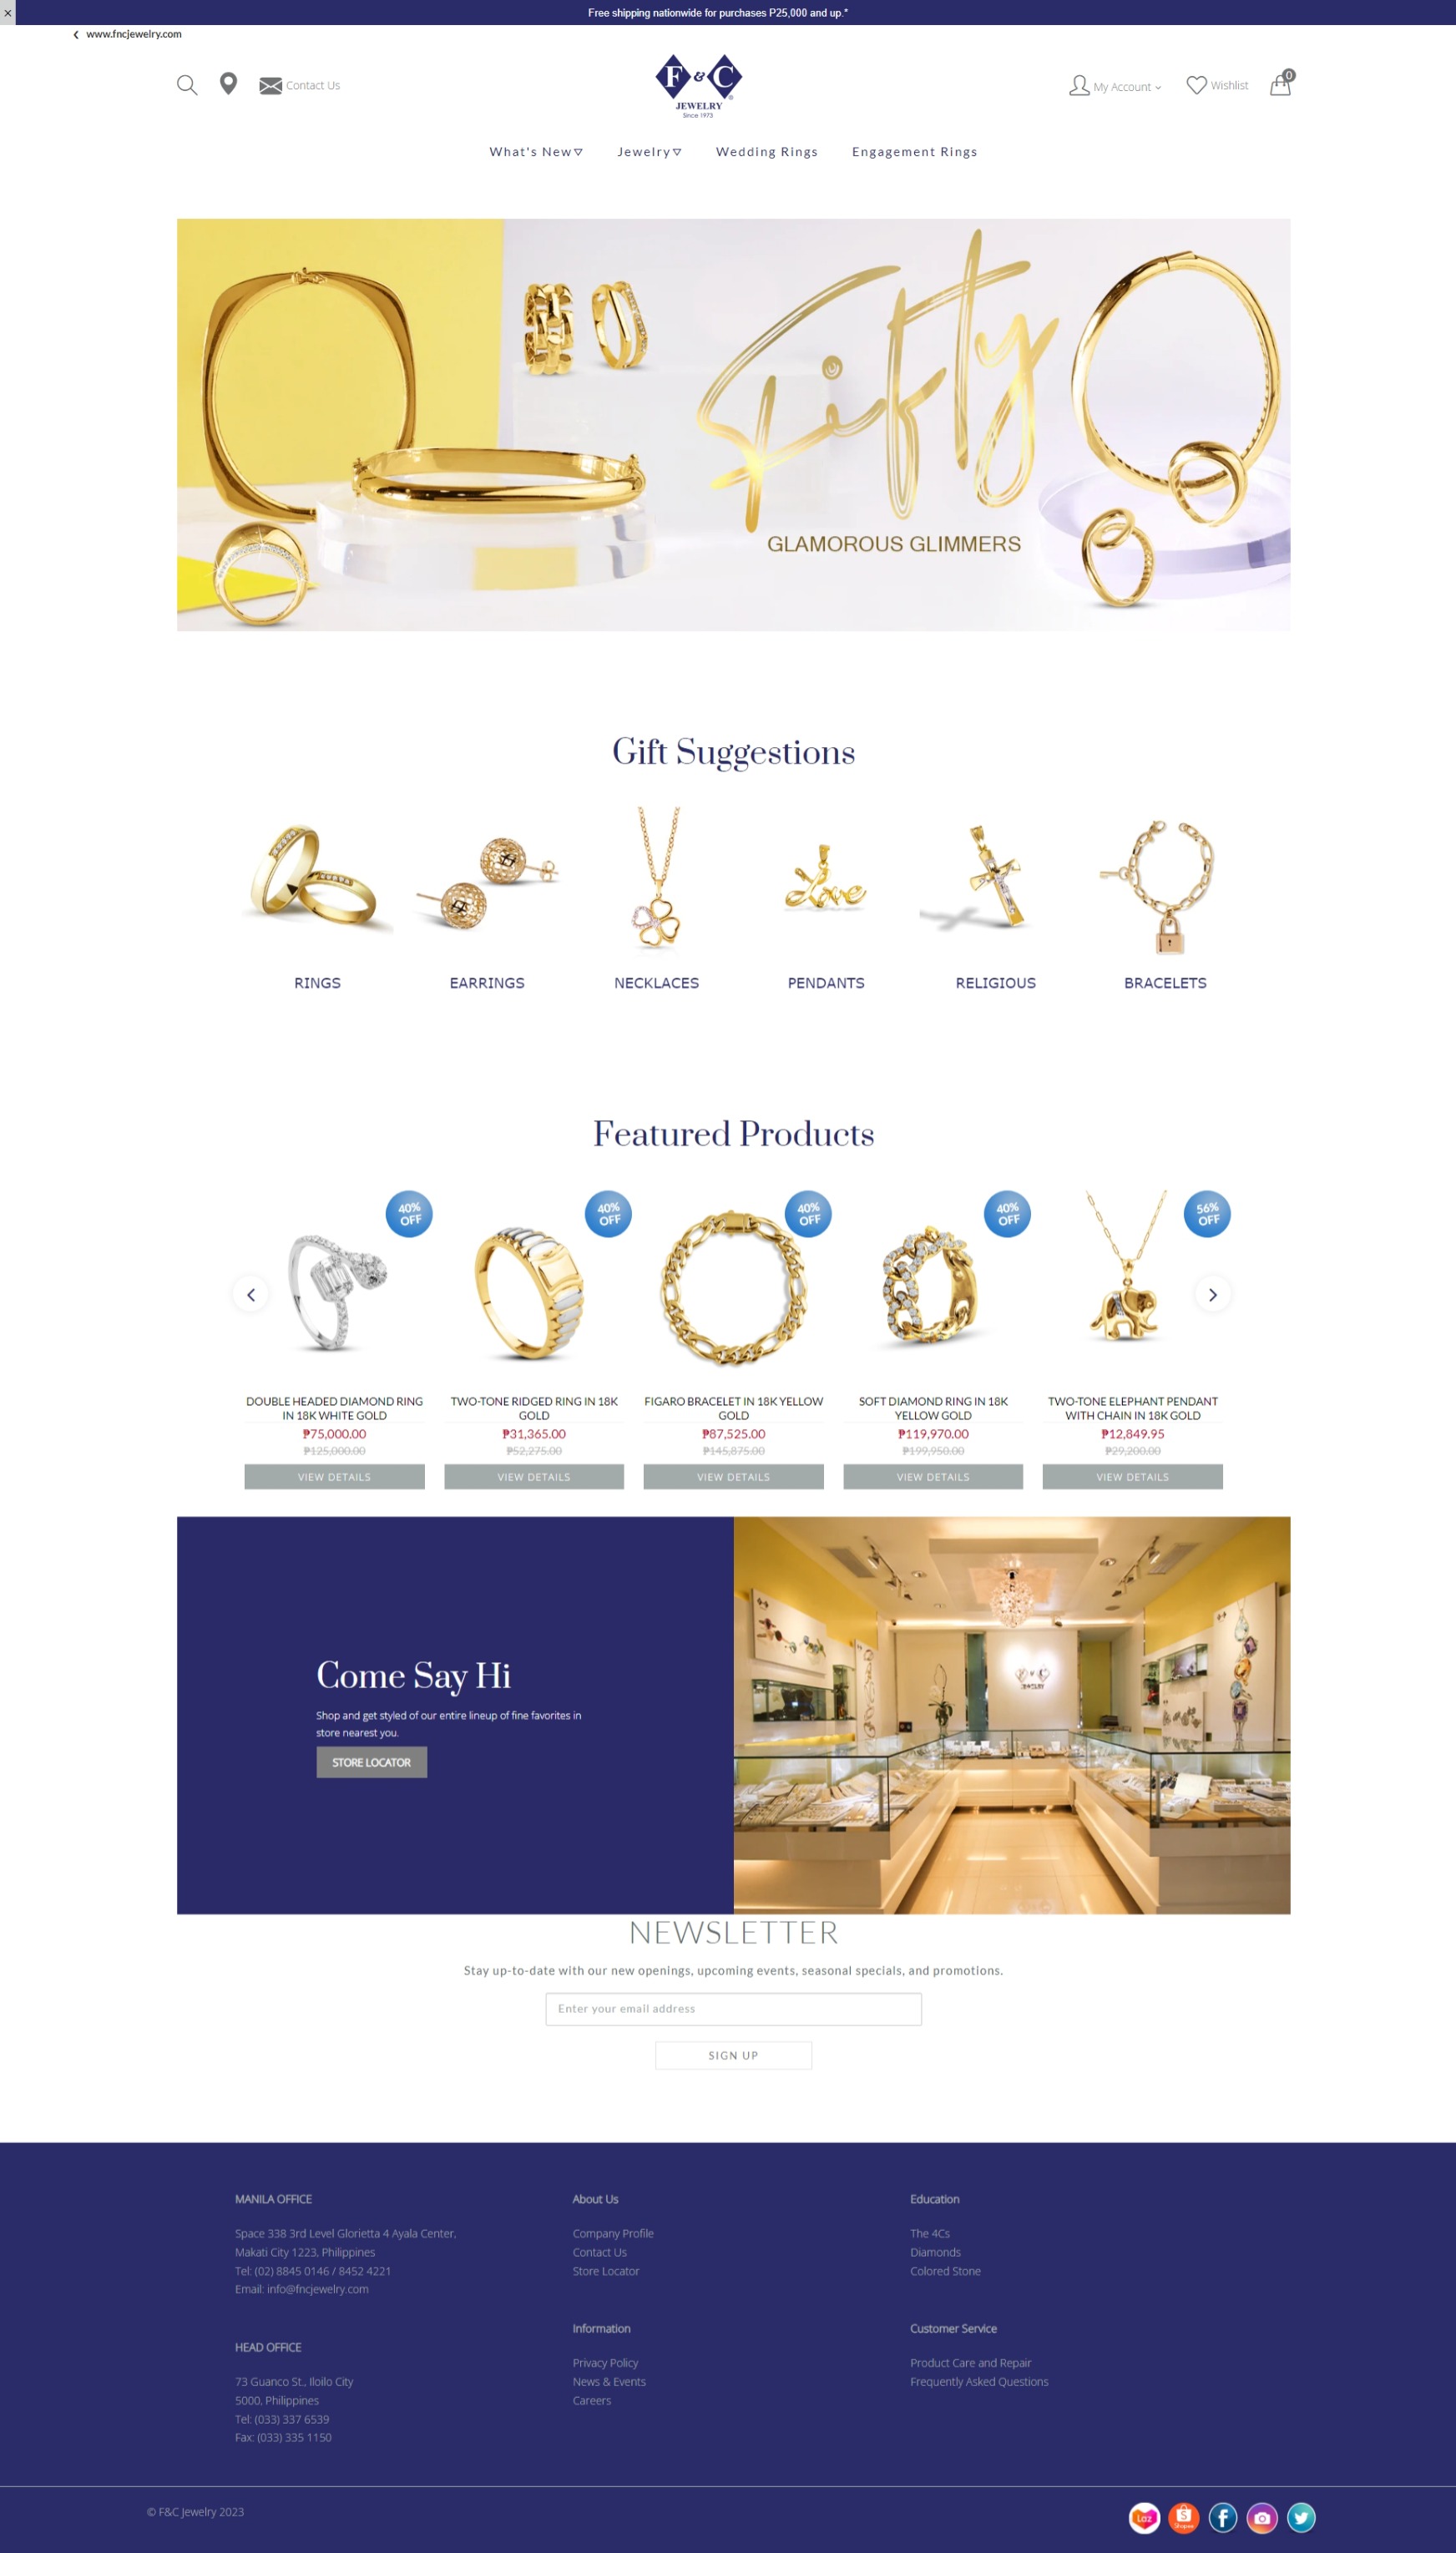 Free shipping nationwide for purchases P25,000 and up.*
www.fncjewelry.com
Contact Us
F & C
JEWELRY
Since 1973
My Account
Wishlist
0
What's New
Jewelry
Wedding Rings
Engagement Rings
Fifty
GLAMOROUS GLIMMERS
Gift Suggestions
RINGS
EARRINGS
NECKLACES
PENDANTS
RELIGIOUS
BRACELETS
Featured Products
40%
OFF
40%
OFF
40%
OFF
40%
OFF
56%
OFF
DOUBLE HEADED DIAMOND RING
IN 18K WHITE GOLD
₱75,000.00
₱125,000.00
VIEW DETAILS
TWO-TONE RIDGED RING IN 18K
GOLD
₱31,365.00
₱52,275.00
VIEW DETAILS
FIGARO BRACELET IN 18K YELLOW
GOLD
₱87,525.00
₱145,875.00
VIEW DETAILS
SOFT DIAMOND RING IN 18K
YELLOW GOLD
₱119,970.00
₱199,950.00
VIEW DETAILS
TWO-TONE ELEPHANT PENDANT
WITH CHAIN IN 18K GOLD
₱12,849.95
₱29,200.00
VIEW DETAILS
Come Say Hi
Shop and get styled of our entire lineup of fine favorites in
store nearest you.
STORE LOCATOR
F & C
JEWELRY
NEWSLETTER
Stay up-to-date with our new openings, upcoming events, seasonal specials, and promotions.
Enter your email address
SIGN UP
MANILA OFFICE
Space 338 3rd Level Glorietta 4 Ayala Center,
Makati City 1223, Philippines
Tel: (02) 8845 0146 / 8452 4221
Email: info@fncjewelry.com
HEAD OFFICE
73 Guanco St., Iloilo City
5000, Philippines
Tel: (033) 337 6539
Fax: (033) 335 1150
About Us
Company Profile
Contact Us
Store Locator
Information
Privacy Policy
News & Events
Careers
Education
The 4Cs
Diamonds
Colored Stone
Customer Service
Product Care and Repair
Frequently Asked Questions
© F&C Jewelry 2023
Laz
Shopee